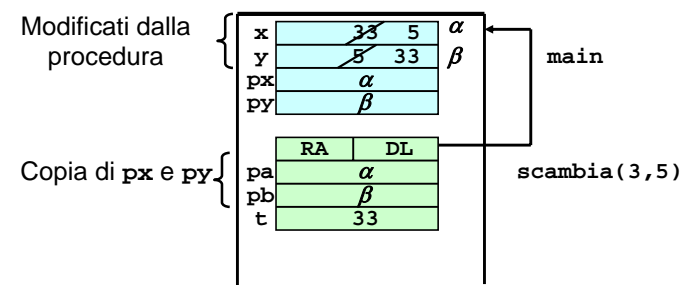 Modificati dalla
procedura
x 33 5 α
y 5 33 β
px α
py β
main
RA DL
Copia di px e py
pa α
pb β
t 33
scambia(3,5)